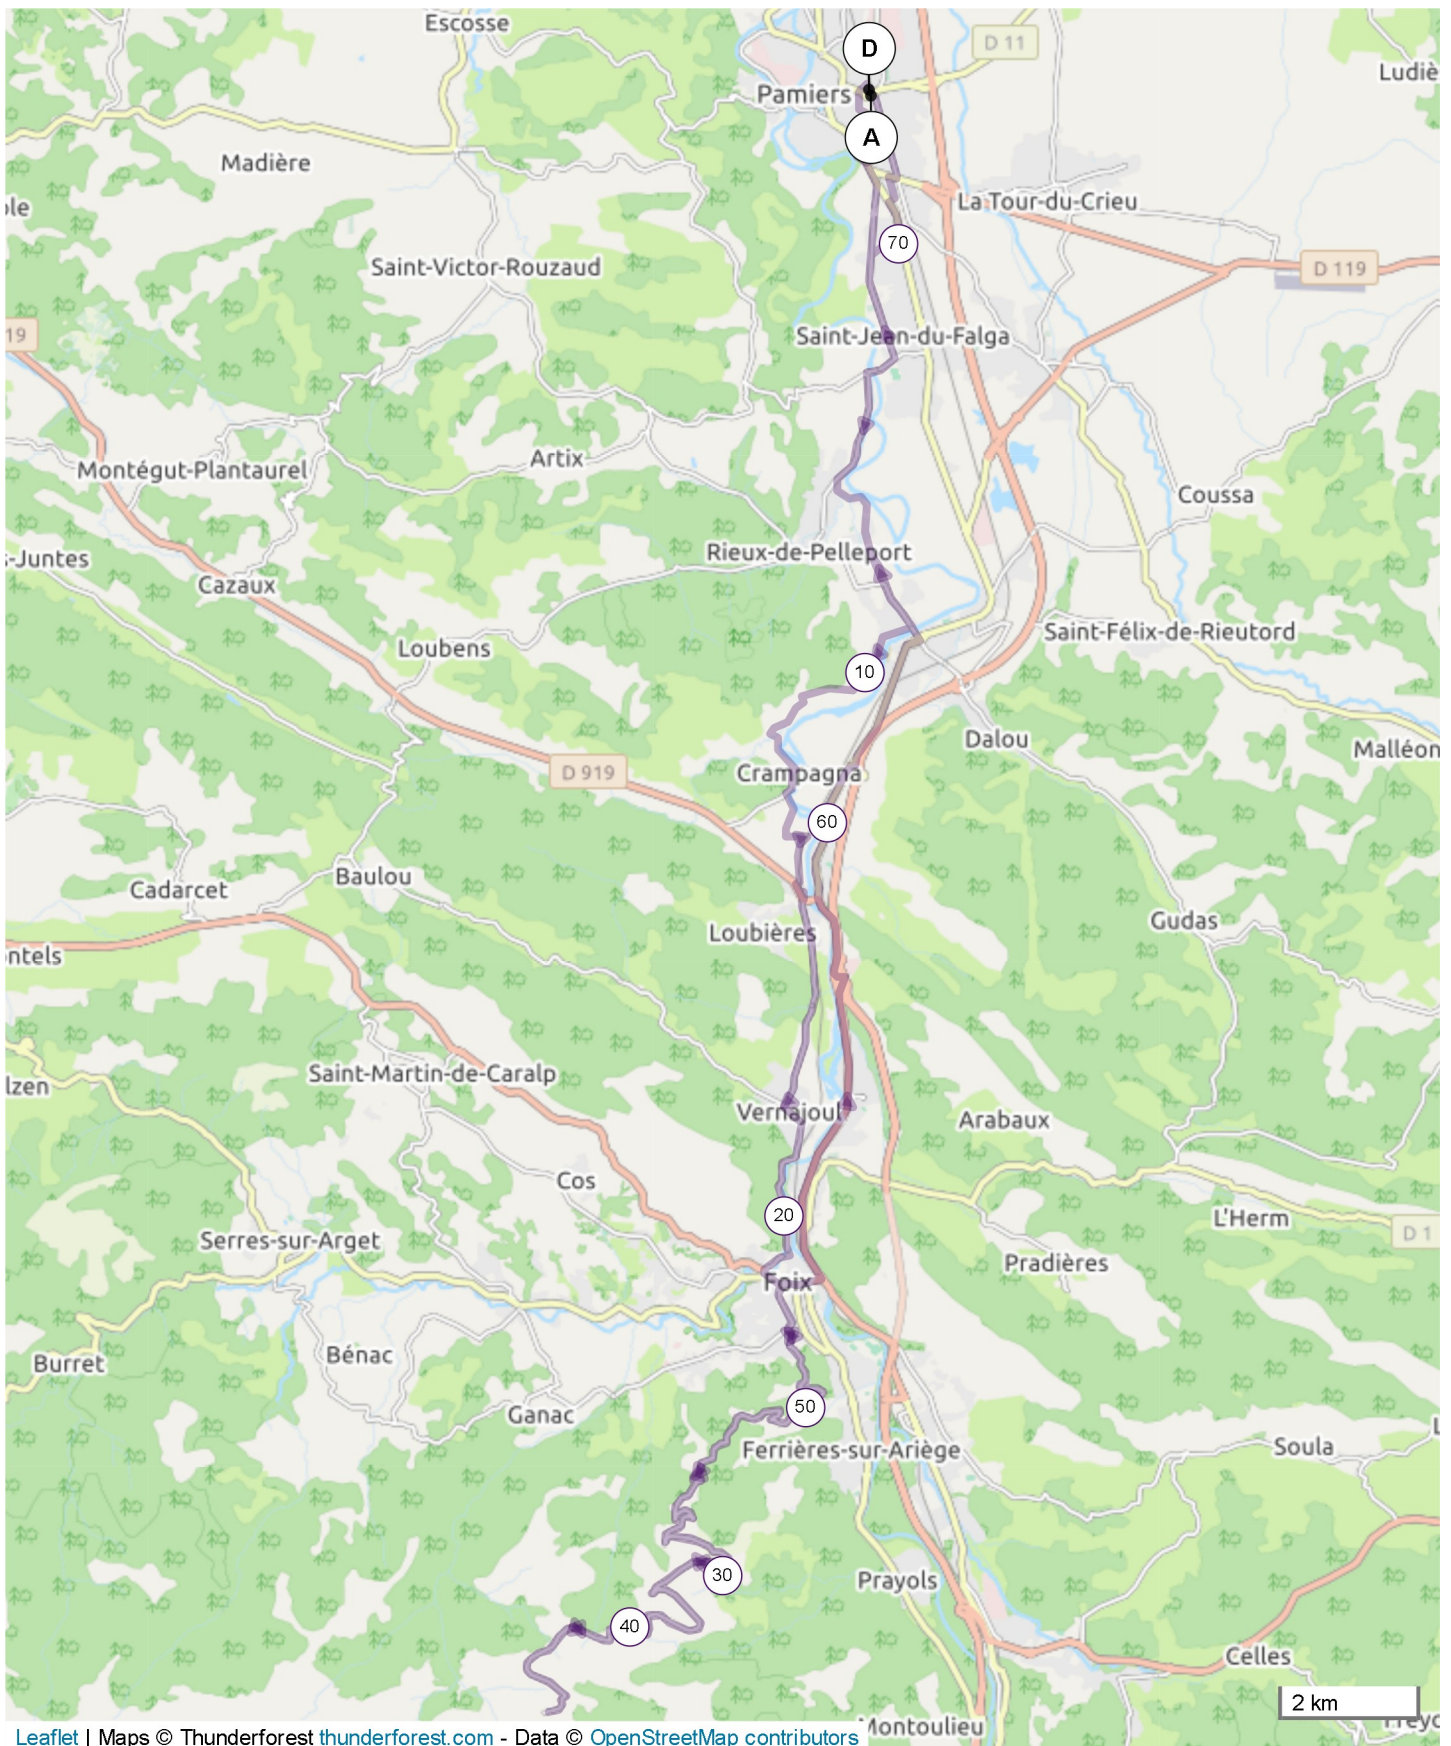 Escosse
D
D 11
Ludiè
Pamiers
A
Madière
La Tour-du-Crieu
ole
70
Saint-Victor-Rouzaud
D 119
19
Saint-Jean-du-Falga
Artix
Montégut-Plantaurel
Coussa
s-Juntes
Rieux-de-Pelleport
Cazaux
Saint-Félix-de-Rieutord
Loubens
10
Dalou
Malléon
D 919
Crampagna
60
Baulou
Cadarcet
Gudas
Loubières
ontels
Saint-Martin-de-Caralp
lzen
Vernajoul
Arabaux
Cos
20
L'Herm
D 1
Serres-sur-Arget
Pradières
Foix
Bénac
Burret
50
Ganac
Ferrières-sur-Ariège
Soula
30
Prayols
40
Celles
2 km
Montoulieu
Leaflet | Maps © Thunderforest thunderforest.com - Data © OpenStreetMap contributors